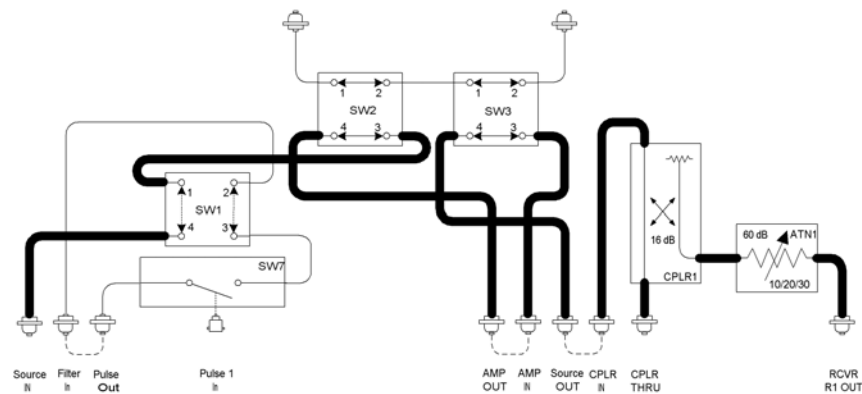 1 2
SW2
4 3
1 2
SW3
4 3
1 2
SW1
4 3
SW7
16 dB
CPLR1
60 dB ATN1
10/20/30
Source
IN
Filter
In
Pulse
Out
Pulse 1
In
AMP
OUT
AMP
IN
Source
OUT
CPLR
IN
CPLR
THRU
RCVR
R1 OUT